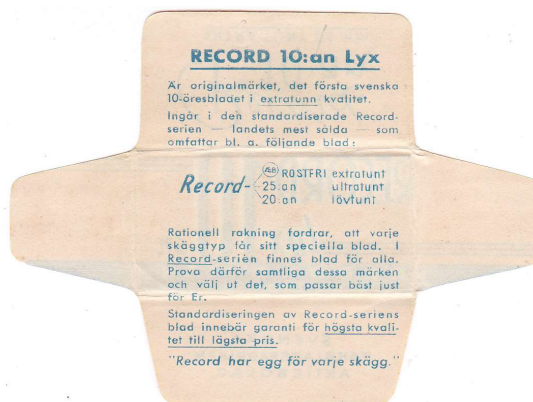 RECORD 10:an Lyx
Är originalmärket, det första svenska
10-öresbladet i extratunn kvalitet.
Ingår i den standardiserade Record-
serien — landets mest sålda — som
omfattar bl. a. följande blad:
Record- ÆB ROSTFRI extratunt
25:an ultratunt
20:an lövtunt
Rationell rakning fordrar, att varje
skäggtyp får sitt speciella blad. I
Record-serien finnes blad för alla.
Prova därför samtliga dessa märken
och välj ut det, som passar bäst just
för Er.
Standardiseringen av Record-seriens
blad innebär garanti för högsta kvali-
tet till lägsta pris.
"Record har egg för varje skägg."